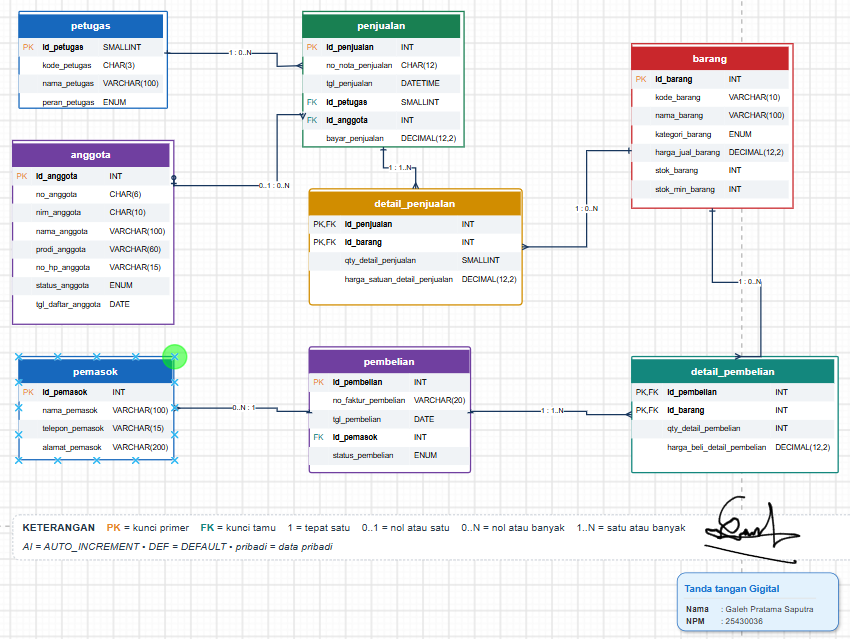 petugas
PK id_petugas SMALLINT
kode_petugas CHAR(3)
nama_petugas VARCHAR(100)
peran_petugas ENUM
penjualan
PK id_penjualan INT
no_nota_penjualan CHAR(12)
tgl_penjualan DATETIME
FK id_petugas SMALLINT
FK id_anggota INT
bayar_penjualan DECIMAL(12,2)
barang
PK id_barang INT
kode_barang VARCHAR(10)
nama_barang VARCHAR(100)
kategori_barang ENUM
harga_jual_barang DECIMAL(12,2)
stok_barang INT
stok_min_barang INT
1 : 0..N
anggota
PK id_anggota INT
no_anggota CHAR(6)
nim_anggota CHAR(10)
nama_anggota VARCHAR(100)
prodi_anggota VARCHAR(60)
no_hp_anggota VARCHAR(15)
status_anggota ENUM
tgl_daftar_anggota DATE
0..1 : 0..N
1 : 1..N
detail_penjualan
PK,FK id_penjualan INT
PK,FK id_barang INT
qty_detail_penjualan SMALLINT
harga_satuan_detail_penjualan DECIMAL(12,2)
1 : 0..N
1 : 0..N
pemasok
PK id_pemasok INT
nama_pemasok VARCHAR(100)
telepon_pemasok VARCHAR(15)
alamat_pemasok VARCHAR(200)
0..N : 1
pembelian
PK id_pembelian INT
no_faktur_pembelian VARCHAR(20)
tgl_pembelian DATE
FK id_pemasok INT
status_pembelian ENUM
1 : 1..N
detail_pembelian
PK,FK id_pembelian INT
PK,FK id_barang INT
qty_detail_pembelian INT
harga_beli_detail_pembelian DECIMAL(12,2)
KETERANGAN PK = kunci primer FK = kunci tamu 1 = tepat satu 0..1 = nol atau satu 0..N = nol atau banyak 1..N = satu atau banyak
AI = AUTO_INCREMENT • DEF = DEFAULT • pribadi = data pribadi
Tanda tangan Gigital
Nama : Galeh Pratama Saputra
NPM : 25430036